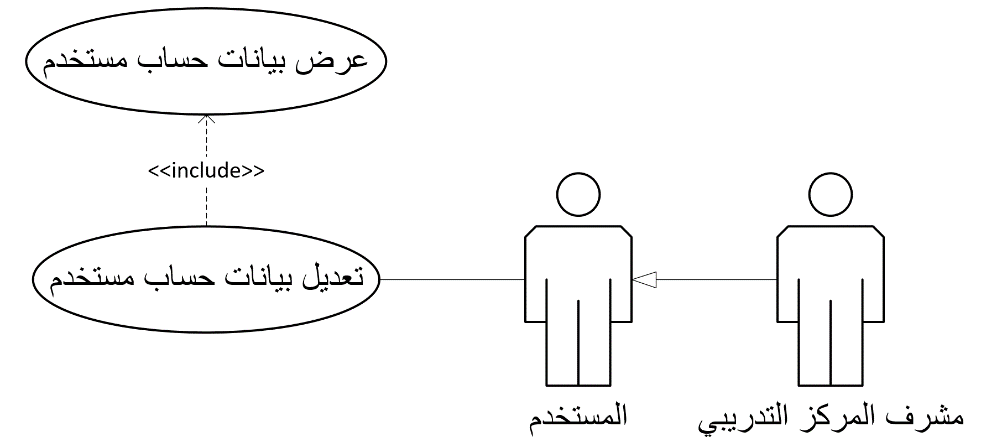 عرض بيانات حساب مستخدم
<<include>>
تعديل بيانات حساب مستخدم
المستخدم
مشرف المركز التدريبي